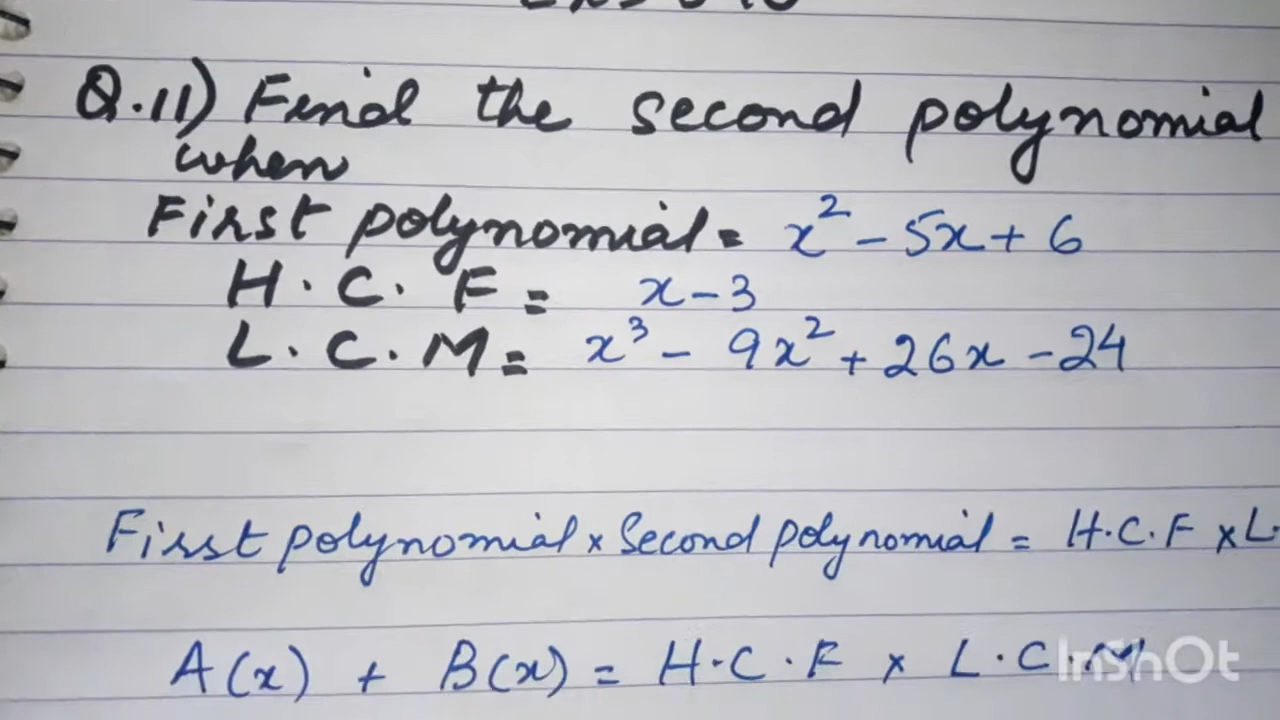 Q.11) Find the second polynomial
when
First polynomial = x² - 5x + 6
H.C.F = x - 3
L.C.M = x³ - 9x² + 26x - 24
First polynomial × Second polynomial = H.C.F × L.
A(x) + B(x) = H.C.F × L.C.M
InShOt